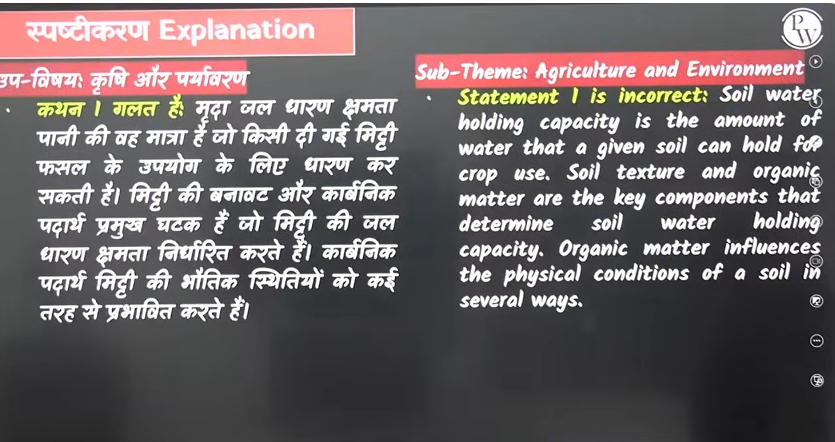 स्पष्टीकरण Explanation
PW
उप-विषय: कृषि और पर्यावरण
• कथन I गलत है: मृदा जल धारण क्षमता
पानी की वह मात्रा है जो किसी दी गई मिट्टी
फसल के उपयोग के लिए धारण कर
सकती है। मिट्टी की बनावट और कार्बनिक
पदार्थ प्रमुख घटक हैं जो मिट्टी की जल
धारण क्षमता निर्धारित करते हैं। कार्बनिक
पदार्थ मिट्टी की भौतिक स्थितियों को कई
तरह से प्रभावित करते हैं।
Sub-Theme: Agriculture and Environment
• Statement I is incorrect: Soil water
holding capacity is the amount of
water that a given soil can hold for
crop use. Soil texture and organic
matter are the key components that
determine soil water holding
capacity. Organic matter influences
the physical conditions of a soil in
several ways.